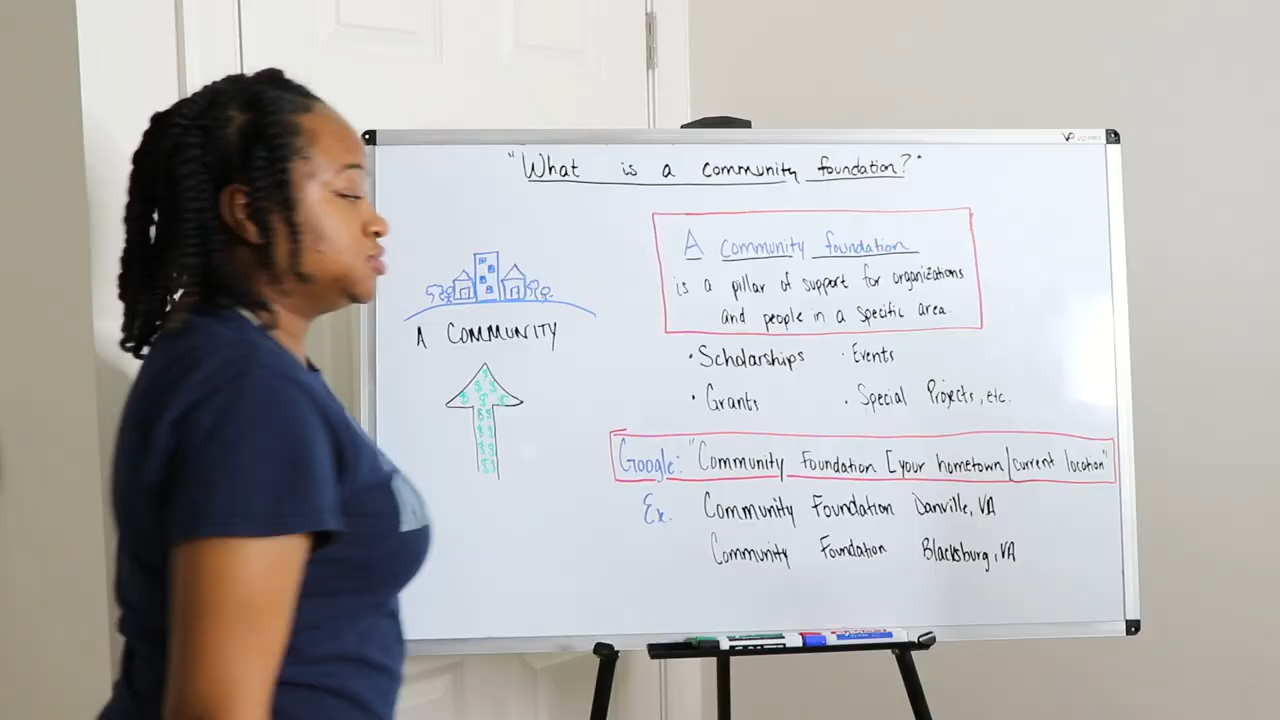 "What is a community foundation?"
A COMMUNITY
A community foundation
is a pillar of support for organizations
and people in a specific area.
· Scholarships · Events
· Grants · Special Projects, etc.
Google: "Community Foundation [your hometown/current location"
Ex. Community Foundation Danville, VA
Community Foundation Blacksburg, VA